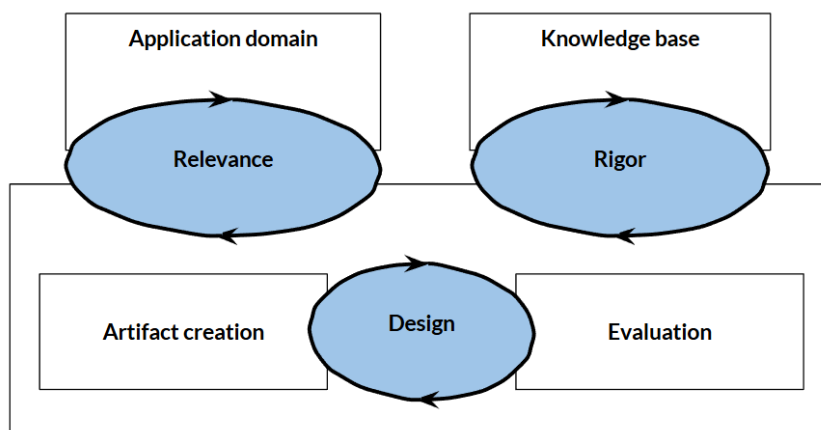 Application domain
Knowledge base
Relevance
Rigor
Artifact creation
Design
Evaluation